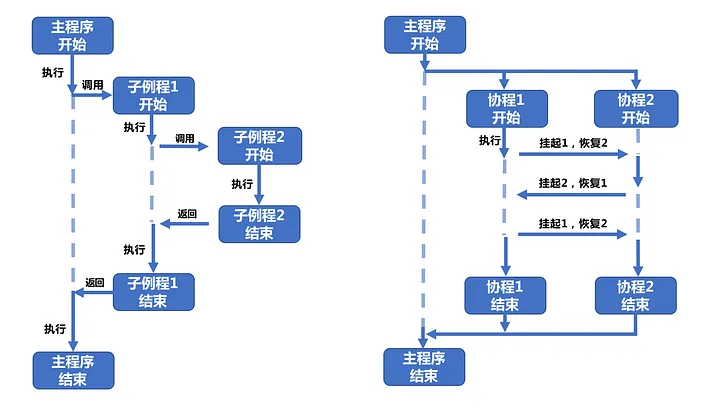 主程序
开始
执行
调用
子例程1
开始
执行
调用
子例程2
开始
执行
子例程2
结束
返回
执行
子例程1
结束
返回
执行
主程序
结束
主程序
开始
协程1
开始
协程2
开始
执行
挂起1，恢复2
挂起2，恢复1
挂起1，恢复2
协程1
结束
协程2
结束
主程序
结束